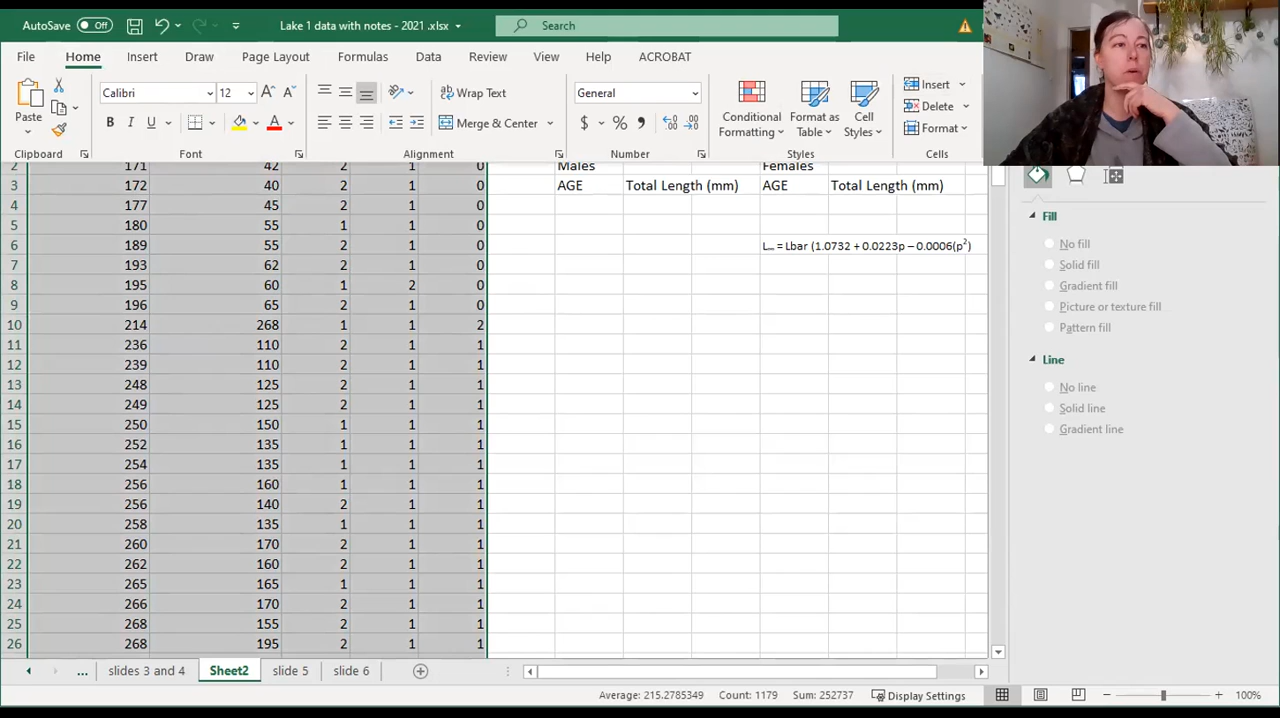 AutoSave Off Lake 1 data with notes - 2021 .xlsx Search
File Home Insert Draw Page Layout Formulas Data Review View Help ACROBAT
Paste Calibri 12 A A Wrap Text General Conditional Formatting Format as Table Cell Styles Insert
B I U A Merge & Center $ % Delete
Format
Clipboard Font Alignment Number Styles Cells
2 171 42 2 1 0 Males Females
3 172 40 2 1 0 AGE Total Length (mm) AGE Total Length (mm)
4 177 45 2 1 0
5 180 55 1 1 0
6 189 55 2 1 0 L∞ = Lbar (1.0732 + 0.0223p – 0.0006(p²)
7 193 62 2 1 0
8 195 60 1 2 0
9 196 65 2 1 0
10 214 268 1 1 2
11 236 110 2 1 1
12 239 110 2 1 1
13 248 125 2 1 1
14 249 125 2 1 1
15 250 150 1 1 1
16 252 135 1 1 1
17 254 135 1 1 1
18 256 160 1 1 1
19 256 140 2 1 1
20 258 135 1 1 1
21 260 170 2 1 1
22 262 160 2 1 1
23 265 165 1 1 1
24 266 170 2 1 1
25 268 155 2 1 1
26 268 195 2 1 1
Fill
No fill
Solid fill
Gradient fill
Picture or texture fill
Pattern fill
Line
No line
Solid line
Gradient line
... slides 3 and 4 Sheet2 slide 5 slide 6
Average: 215.2785349 Count: 1179 Sum: 252737 Display Settings 100%